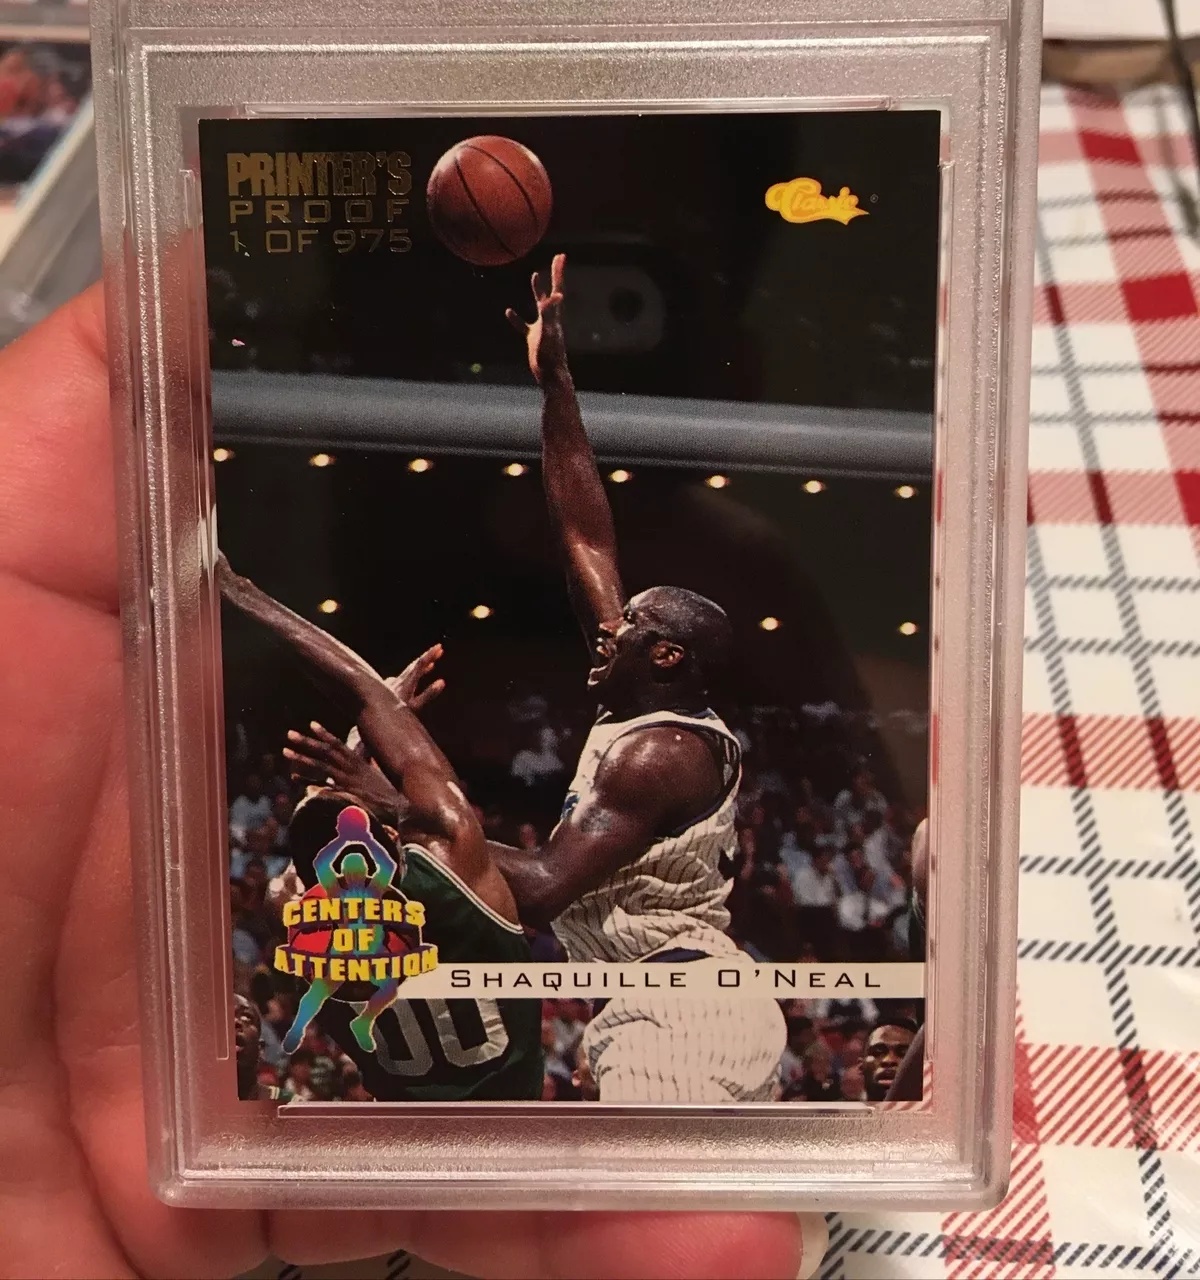 PRINTER'S
PROOF
1 OF 975
Classic
CENTERS
OF
ATTENTION
SHAQUILLE O'NEAL
00